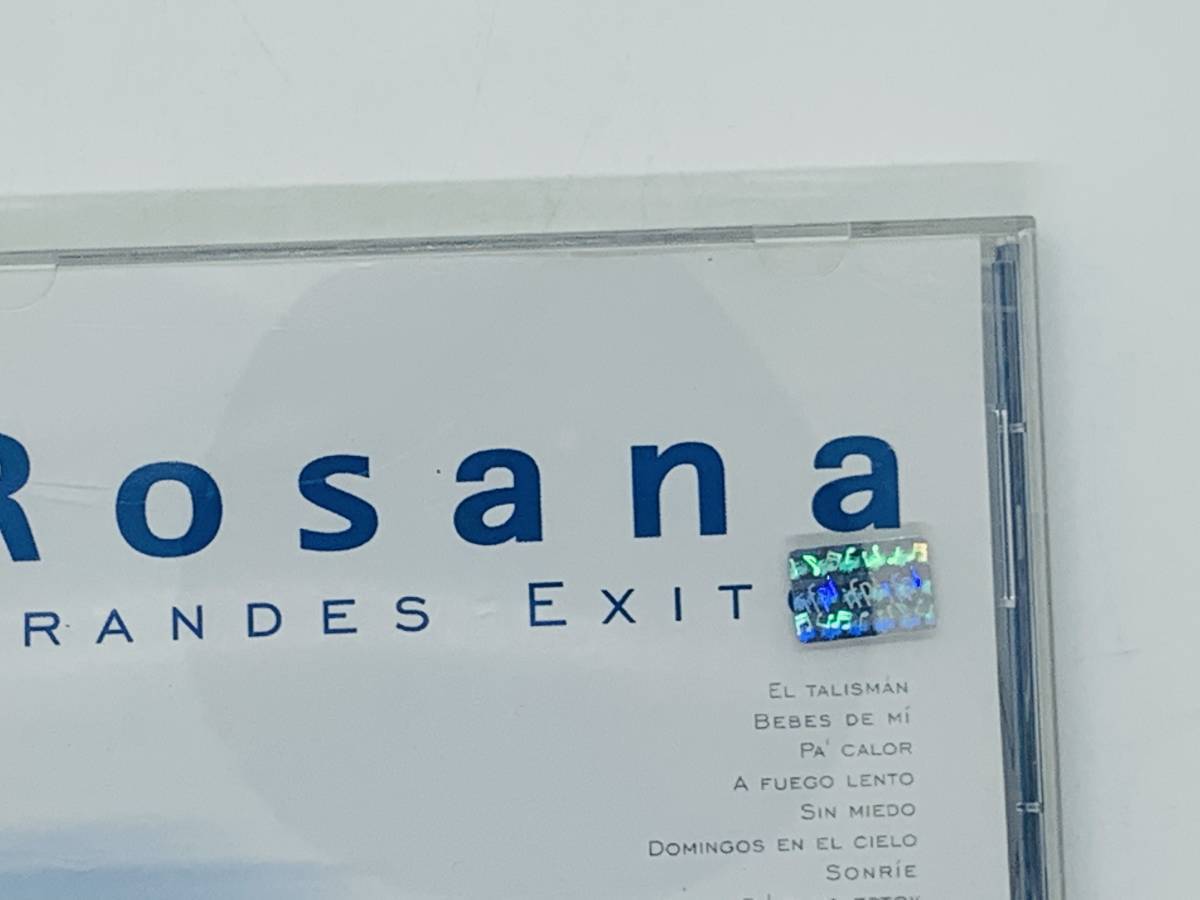 Rosana
RANDES EXIT
EL TALISMÁN
BEBES DE MÍ
PA' CALOR
A FUEGO LENTO
SIN MIEDO
DOMINGOS EN EL CIELO
SONRÍE